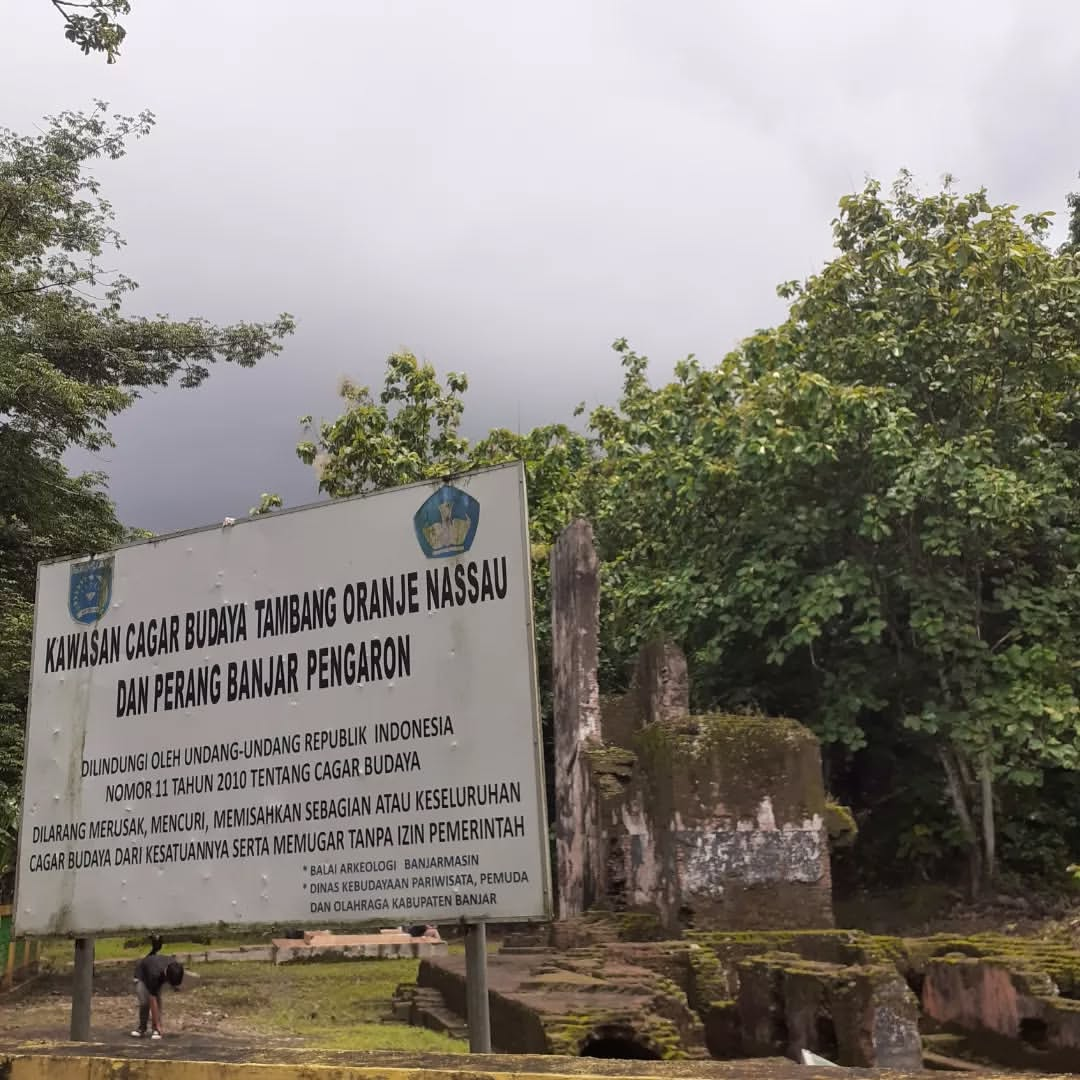 KAWASAN CAGAR BUDAYA TAMBANG ORANJE NASSAU
DAN PERANG BANJAR PENGARON
DILINDUNGI OLEH UNDANG-UNDANG REPUBLIK INDONESIA
NOMOR 11 TAHUN 2010 TENTANG CAGAR BUDAYA
DILARANG MERUSAK, MENCURI, MEMISAHKAN SEBAGIAN ATAU KESELURUHAN
CAGAR BUDAYA DARI KESATUANNYA SERTA MEMUGAR TANPA IZIN PEMERINTAH
* BALAI ARKEOLOGI BANJARMASIN
* DINAS KEBUDAYAAN PARIWISATA, PEMUDA
DAN OLAHRAGA KABUPATEN BANJAR